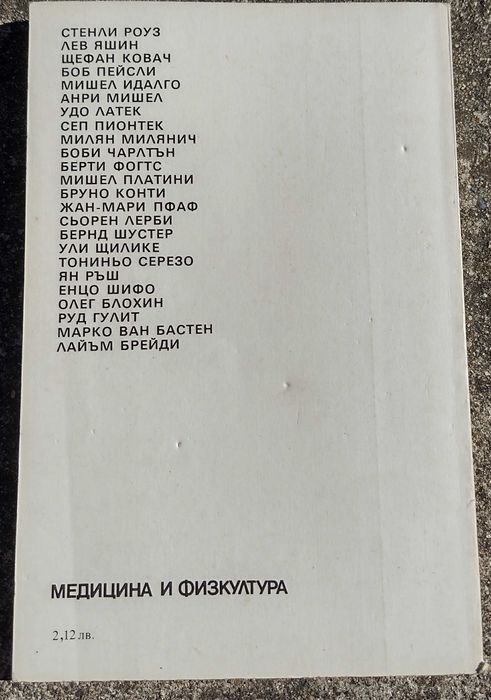 СТЕНЛИ РОУЗ
ЛЕВ ЯШИН
ЩЕФАН КОВАЧ
БОБ ПЕЙСЛИ
МИШЕЛ ИДАЛГО
АНРИ МИШЕЛ
УДО ЛАТЕК
СЕП ПИОНТЕК
МИЛЯН МИЛЯНИЧ
БОБИ ЧАРЛТЪН
БЕРТИ ФОГТС
МИШЕЛ ПЛАТИНИ
БРУНО КОНТИ
ЖАН-МАРИ ПФАФ
СЬОРЕН ЛЕРБИ
БЕРНД ШУСТЕР
УЛИ ЩИЛИКЕ
ТОНИНЬО СЕРЕЗО
ЯН РЪШ
ЕНЦО ШИФО
ОЛЕГ БЛОХИН
РУД ГУЛИТ
МАРКО ВАН БАСТЕН
ЛАЙЪМ БРЕЙДИ
МЕДИЦИНА И ФИЗКУЛТУРА
2,12 лв.